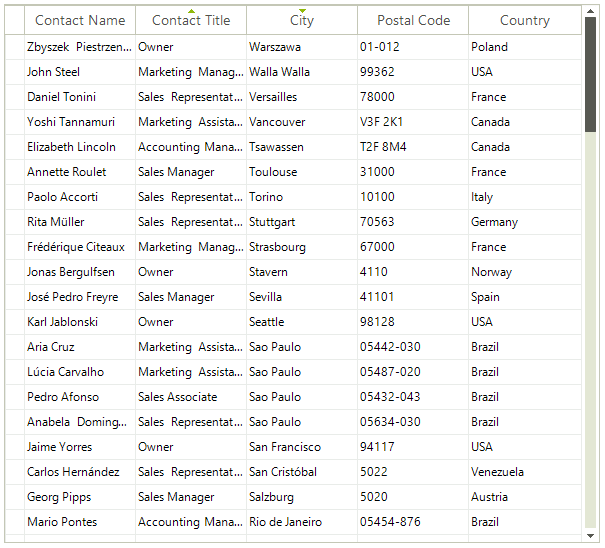 Contact Name Contact Title City Postal Code Country
Zbyszek Piestrzen... Owner Warszawa 01-012 Poland
John Steel Marketing Manag... Walla Walla 99362 USA
Daniel Tonini Sales Representat... Versailles 78000 France
Yoshi Tannamuri Marketing Assista... Vancouver V3F 2K1 Canada
Elizabeth Lincoln Accounting Mana... Tsawassen T2F 8M4 Canada
Annette Roulet Sales Manager Toulouse 31000 France
Paolo Accorti Sales Representat... Torino 10100 Italy
Rita Müller Sales Representat... Stuttgart 70563 Germany
Frédérique Citeaux Marketing Manag... Strasbourg 67000 France
Jonas Bergulfsen Owner Stavern 4110 Norway
José Pedro Freyre Sales Manager Sevilla 41101 Spain
Karl Jablonski Owner Seattle 98128 USA
Aria Cruz Marketing Assista... Sao Paulo 05442-030 Brazil
Lúcia Carvalho Marketing Assista... Sao Paulo 05487-020 Brazil
Pedro Afonso Sales Associate Sao Paulo 05432-043 Brazil
Anabela Doming... Sales Representat... Sao Paulo 05634-030 Brazil
Jaime Yorres Owner San Francisco 94117 USA
Carlos Hernández Sales Representat... San Cristóbal 5022 Venezuela
Georg Pipps Sales Manager Salzburg 5020 Austria
Mario Pontes Accounting Mana... Rio de Janeiro 05454-876 Brazil